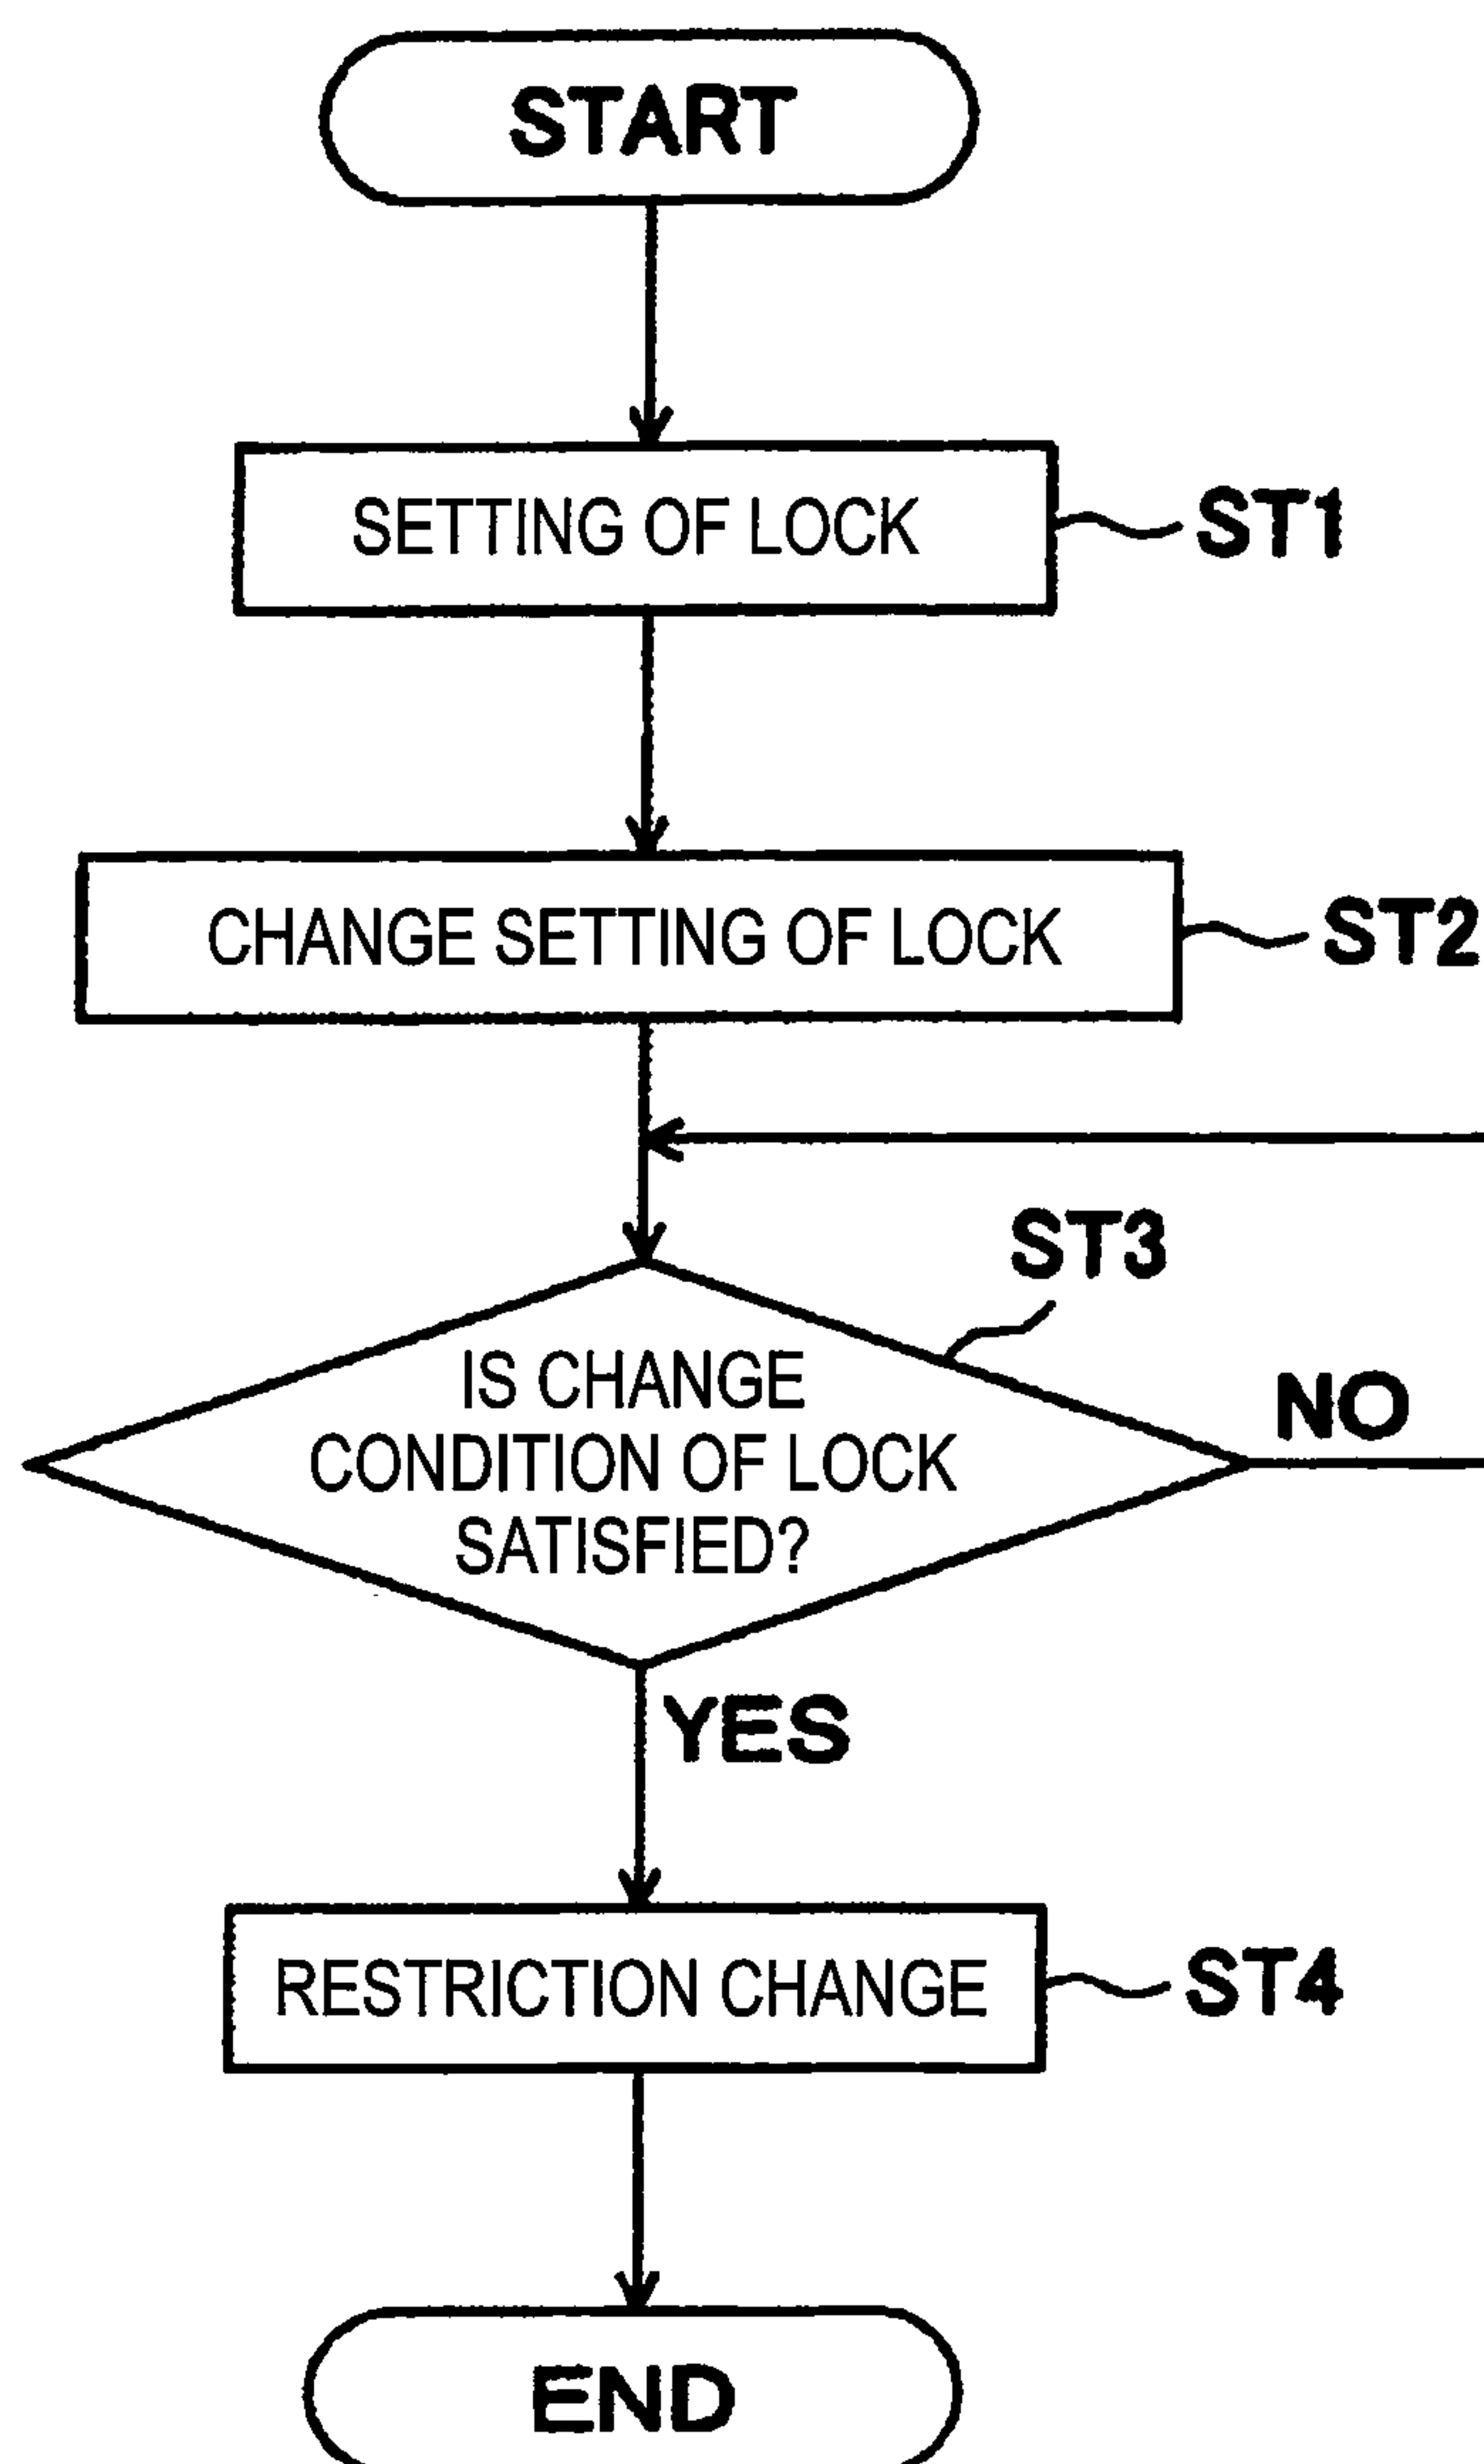 START
SETTING OF LOCK
ST1
CHANGE SETTING OF LOCK
ST2
ST3
IS CHANGE
CONDITION OF LOCK
SATISFIED?
NO
YES
RESTRICTION CHANGE
ST4
END